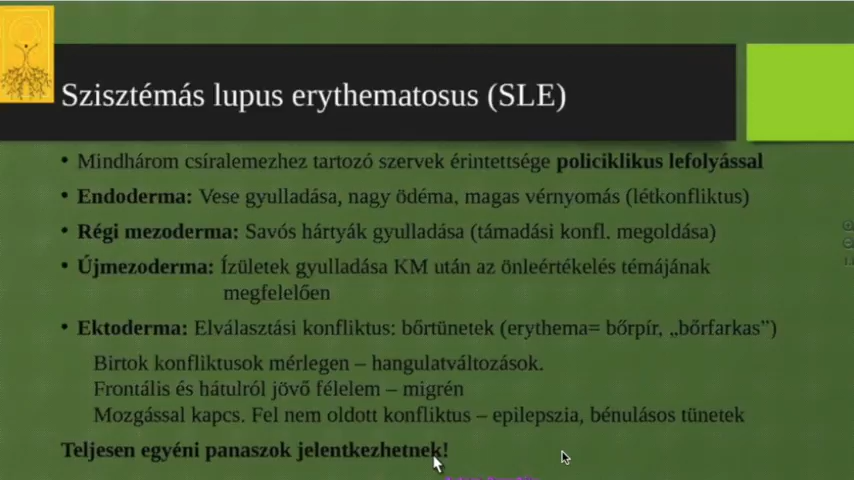 Szisztémás lupus erythematosus (SLE)
• Mindhárom csíralemezhez tartozó szervek érintettsége policiklikus lefolyással
• Endoderma: Vese gyulladása, nagy ödéma, magas vérnyomás (létkonfliktus)
• Régi mezoderma: Savós hártyák gyulladása (támadási konfl. megoldása)
• Újmezoderma: Ízületek gyulladása KM után az önleértékelés témájának
megfelelően
• Ektoderma: Elválasztási konfliktus: bőrtünetek (erythema= bőrpír, „bőrfarkas”)
Birtok konfliktusok mérlegen – hangulatváltozások.
Frontális és hátulról jövő félelem – migrén
Mozgással kapcs. Fel nem oldott konfliktus – epilepszia, bénulásos tünetek
Teljesen egyéni panaszok jelentkezhetnek!